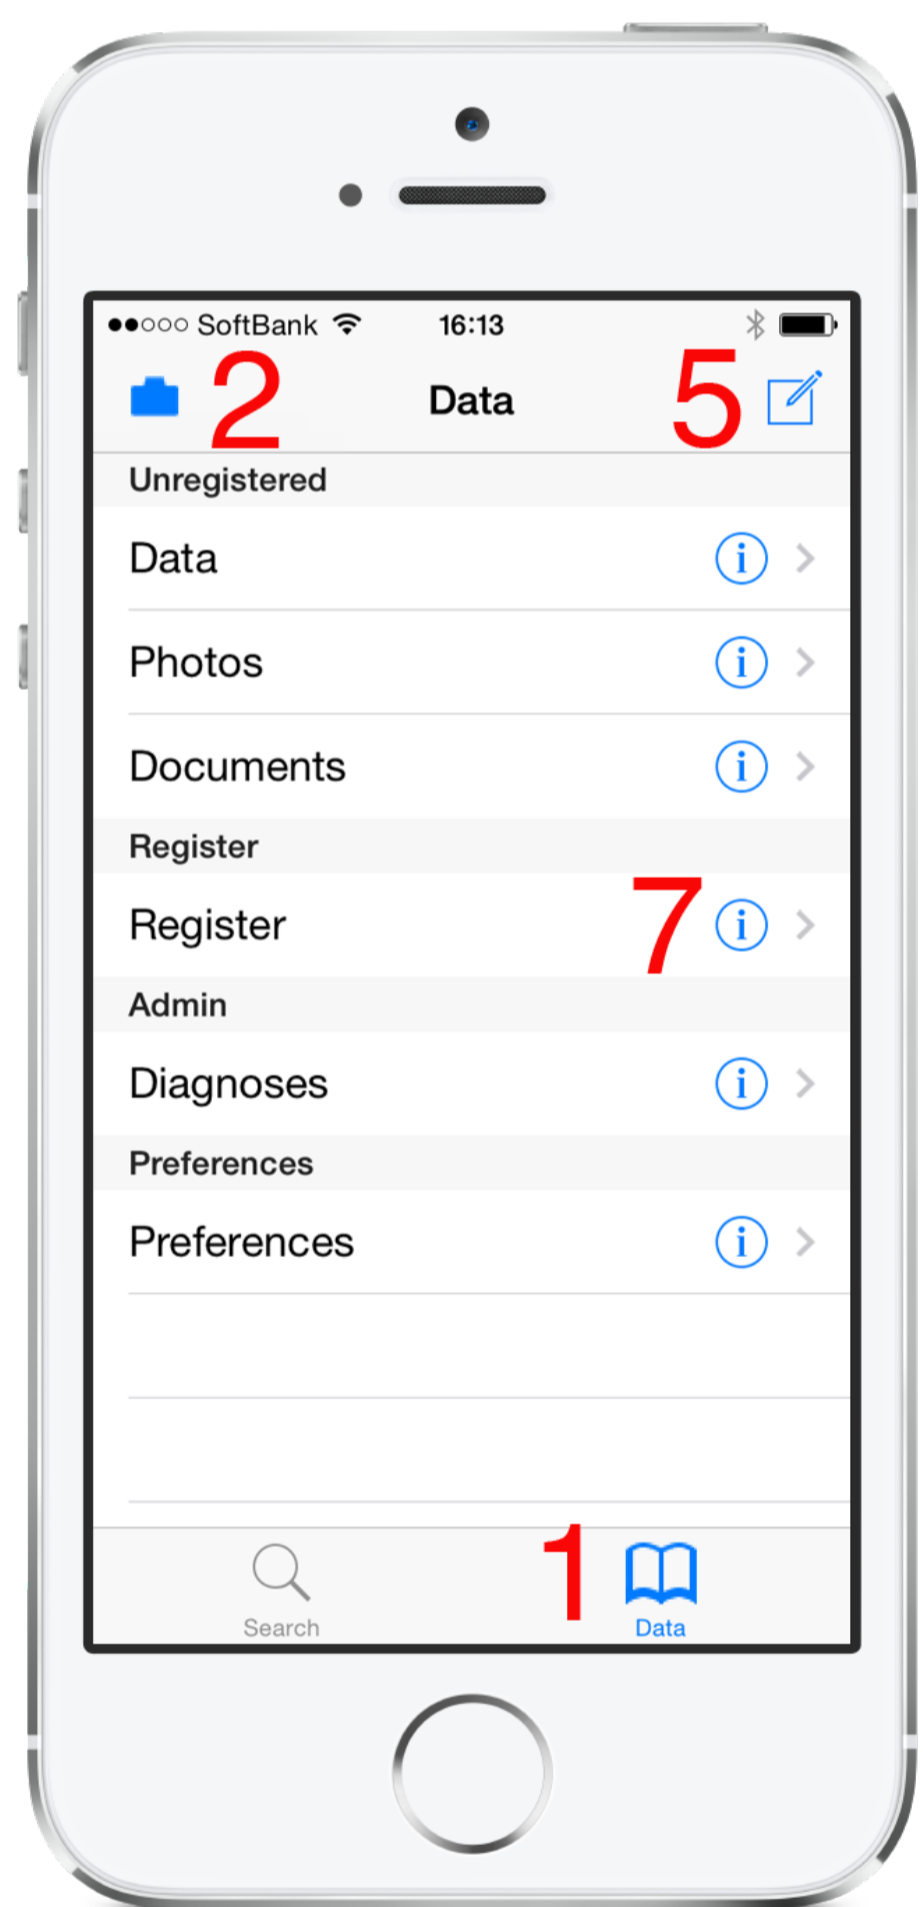 SoftBank 16:13
2 Data 5
Unregistered
Data i
Photos i
Documents i
Register
Register 7 i
Admin
Diagnoses i
Preferences
Preferences i
1
Search Data